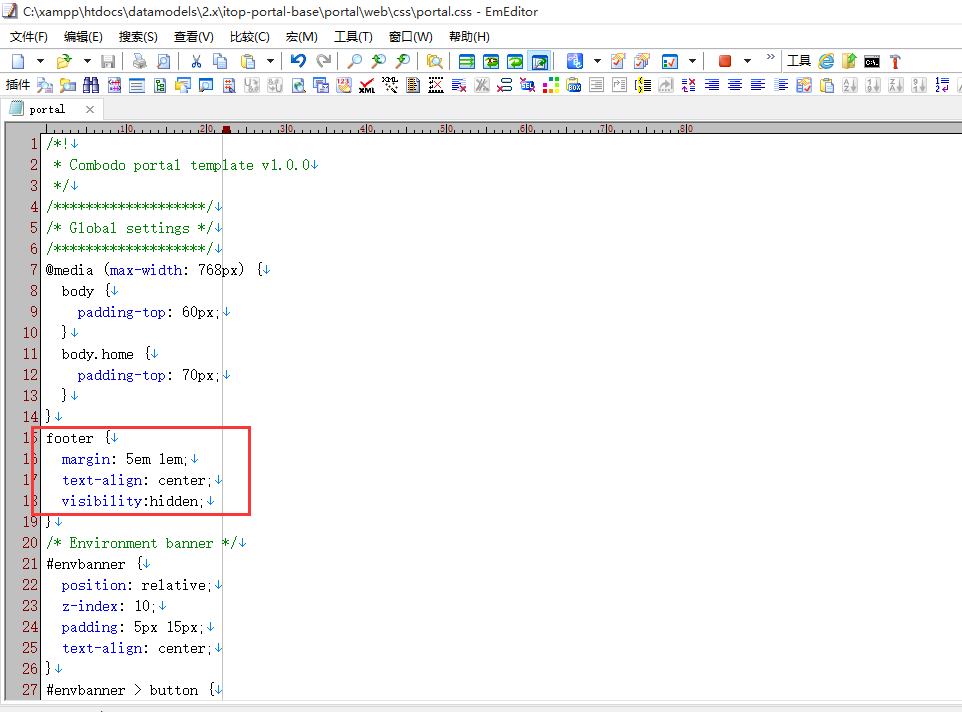 C:\xampp\htdocs\datamodels\2.x\itop-portal-base\portal\web\css\portal.css - EmEditor
文件(F) 编辑(E) 搜索(S) 查看(V) 比较(C) 宏(M) 工具(T) 窗口(W) 帮助(H)
工具
插件
portal
10 20 30 40 50 60 70 80
1 /*!↓
2  * Combodo portal template v1.0.0↓
3  */↓
4 /*******************/↓
5 /* Global settings */↓
6 /*******************/↓
7 @media (max-width: 768px) {↓
8   body {↓
9     padding-top: 60px;↓
10   }↓
11   body.home {↓
12     padding-top: 70px;↓
13   }↓
14 }↓
15 footer {↓
16   margin: 5em 1em;↓
17   text-align: center;↓
18   visibility:hidden;↓
19 }↓
20 /* Environment banner */↓
21 #envbanner {↓
22   position: relative;↓
23   z-index: 10;↓
24   padding: 5px 15px;↓
25   text-align: center;↓
26 }↓
27 #envbanner > button {↓